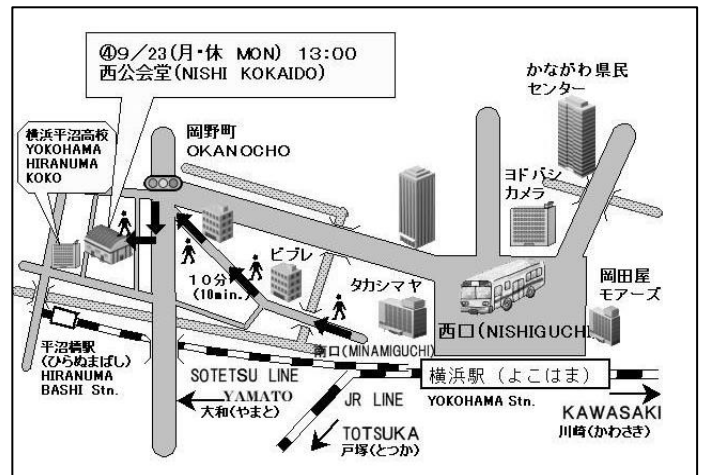 ④9／23(月・休 MON) 13:00
西公会堂(NISHI KOKAIDO)
かながわ県民
センター
横浜平沼高校
YOKOHAMA
HIRANUMA
KOKO
岡野町
OKANOCHO
ヨドバシ
カメラ
ビブレ
10分
(10min.)
タカシマヤ
岡田屋
モアーズ
西口(NISHIGUCHI)
南口(MINAMIGUCHI)
平沼橋駅
(ひらぬまばし)
HIRANUMA
BASHI Stn.
SOTETSU LINE
YAMATO
大和(やまと)
JR LINE
TOTSUKA
戸塚(とつか)
横浜駅（よこはま）
YOKOHAMA Stn.
KAWASAKI
川崎(かわさき)